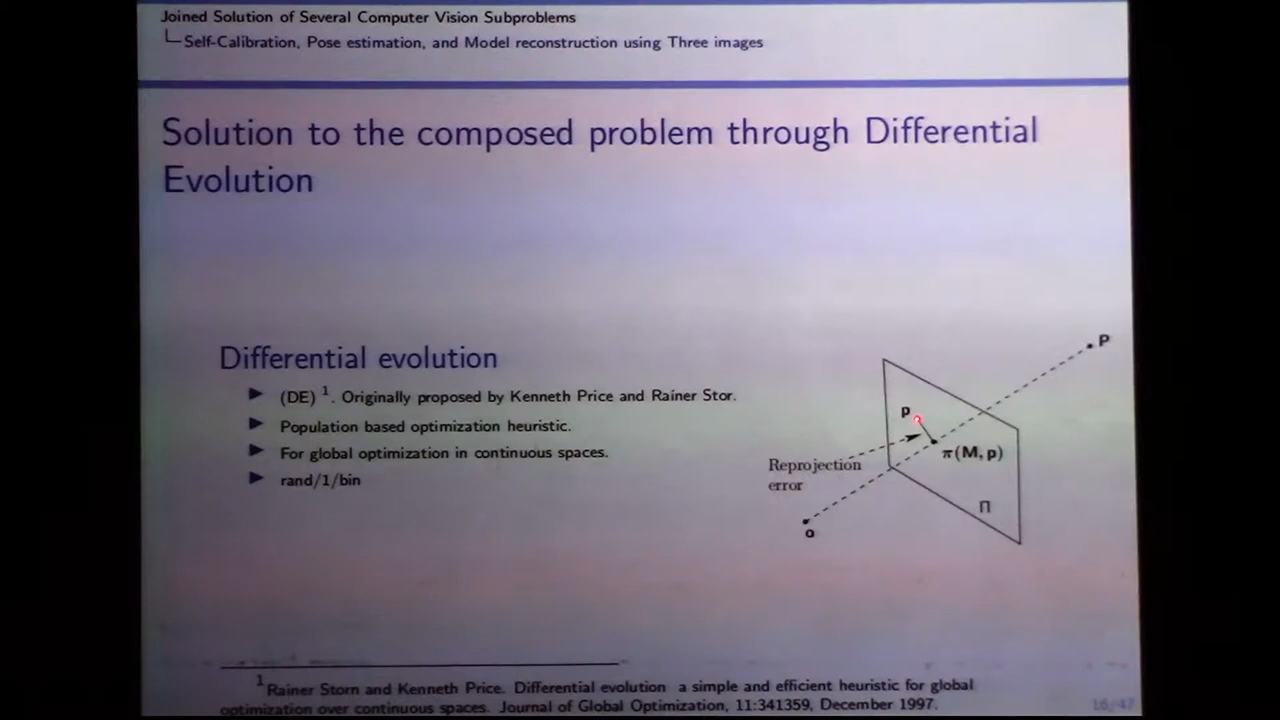 Joined Solution of Several Computer Vision Subproblems
Self-Calibration, Pose estimation, and Model reconstruction using Three images
Solution to the composed problem through Differential
Evolution
Differential evolution
(DE) 1. Originally proposed by Kenneth Price and Rainer Stor.
Population based optimization heuristic.
For global optimization in continuous spaces.
rand/1/bin
P
p
π(M, p)
Reprojection
error
Π
o
1Rainer Storn and Kenneth Price. Differential evolution a simple and efficient heuristic for global
optimization over continuous spaces. Journal of Global Optimization, 11:341359, December 1997.
16/47